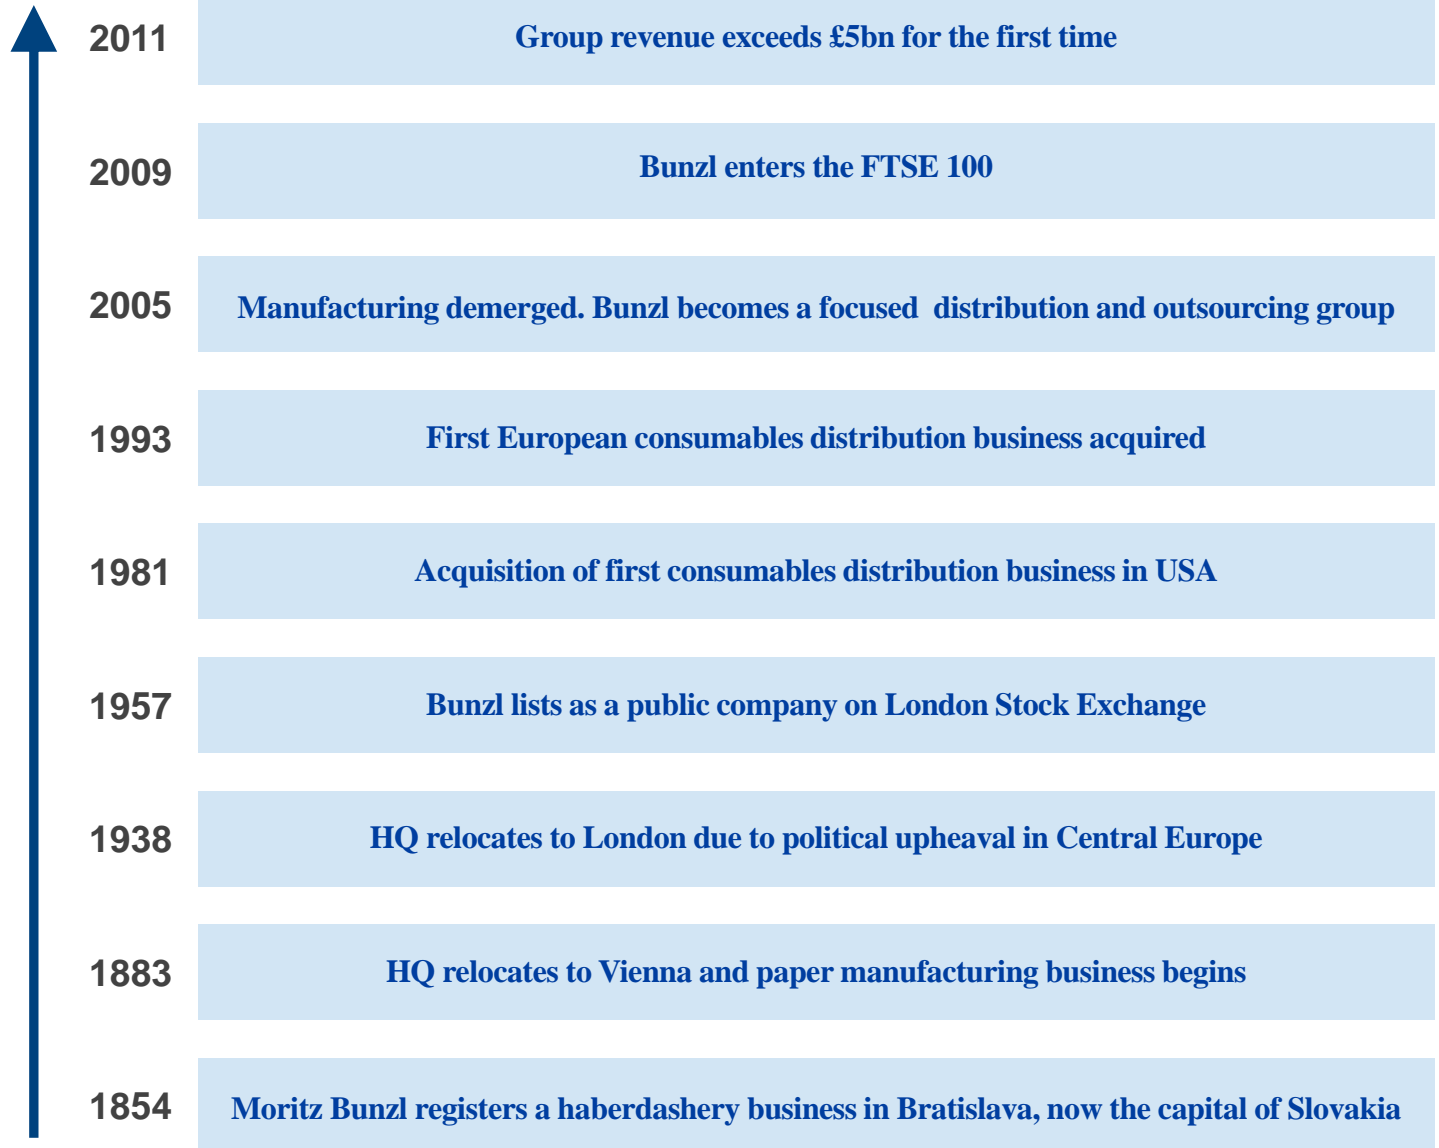 2011 Group revenue exceeds £5bn for the first time
2009 Bunzl enters the FTSE 100
2005 Manufacturing demerged. Bunzl becomes a focused  distribution and outsourcing group
1993 First European consumables distribution business acquired
1981 Acquisition of first consumables distribution business in USA
1957 Bunzl lists as a public company on London Stock Exchange
1938 HQ relocates to London due to political upheaval in Central Europe
1883 HQ relocates to Vienna and paper manufacturing business begins
1854 Moritz Bunzl registers a haberdashery business in Bratislava, now the capital of Slovakia